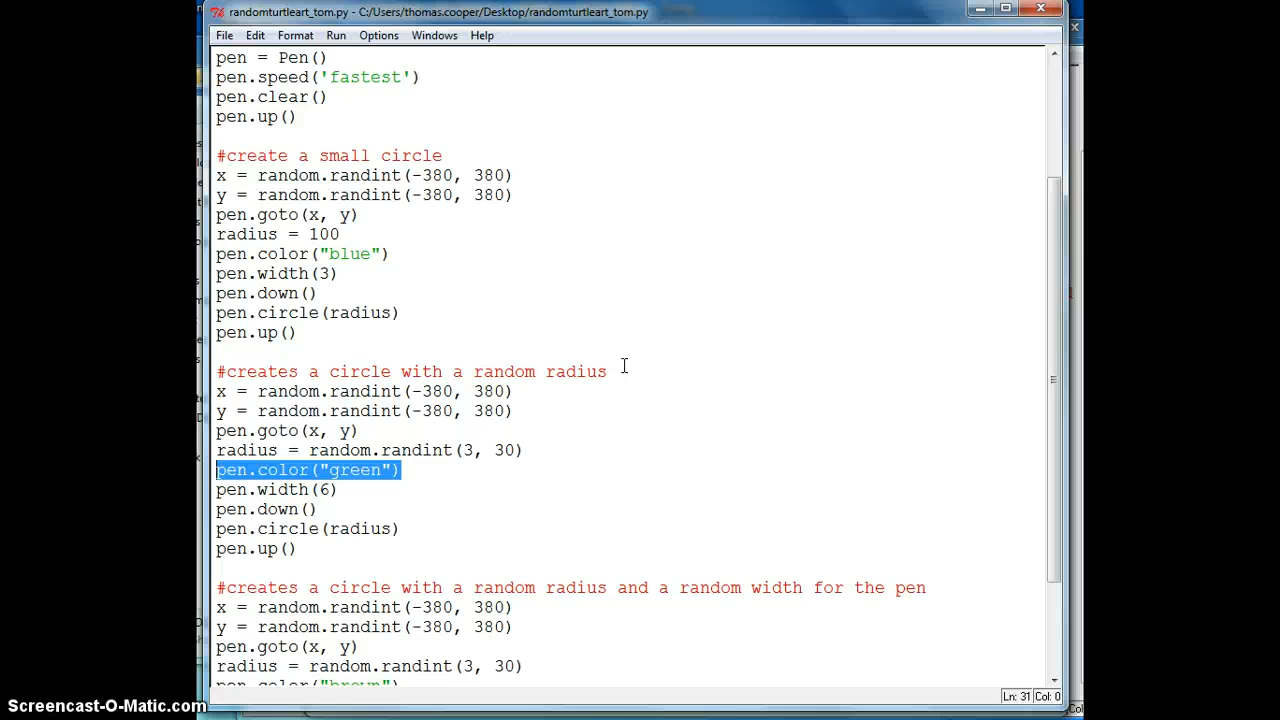 randomturtleart_tom.py - C:/Users/thomas.cooper/Desktop/randomturtleart_tom.py
File Edit Format Run Options Windows Help
pen = Pen()
pen.speed('fastest')
pen.clear()
pen.up()
#create a small circle
x = random.randint(-380, 380)
y = random.randint(-380, 380)
pen.goto(x, y)
radius = 100
pen.color("blue")
pen.width(3)
pen.down()
pen.circle(radius)
pen.up()
#creates a circle with a random radius
x = random.randint(-380, 380)
y = random.randint(-380, 380)
pen.goto(x, y)
radius = random.randint(3, 30)
pen.color("green")
pen.width(6)
pen.down()
pen.circle(radius)
pen.up()
#creates a circle with a random radius and a random width for the pen
x = random.randint(-380, 380)
y = random.randint(-380, 380)
pen.goto(x, y)
radius = random.randint(3, 30)
pen.color("brown")
Ln: 31 Col: 0
Screencast-O-Matic.com